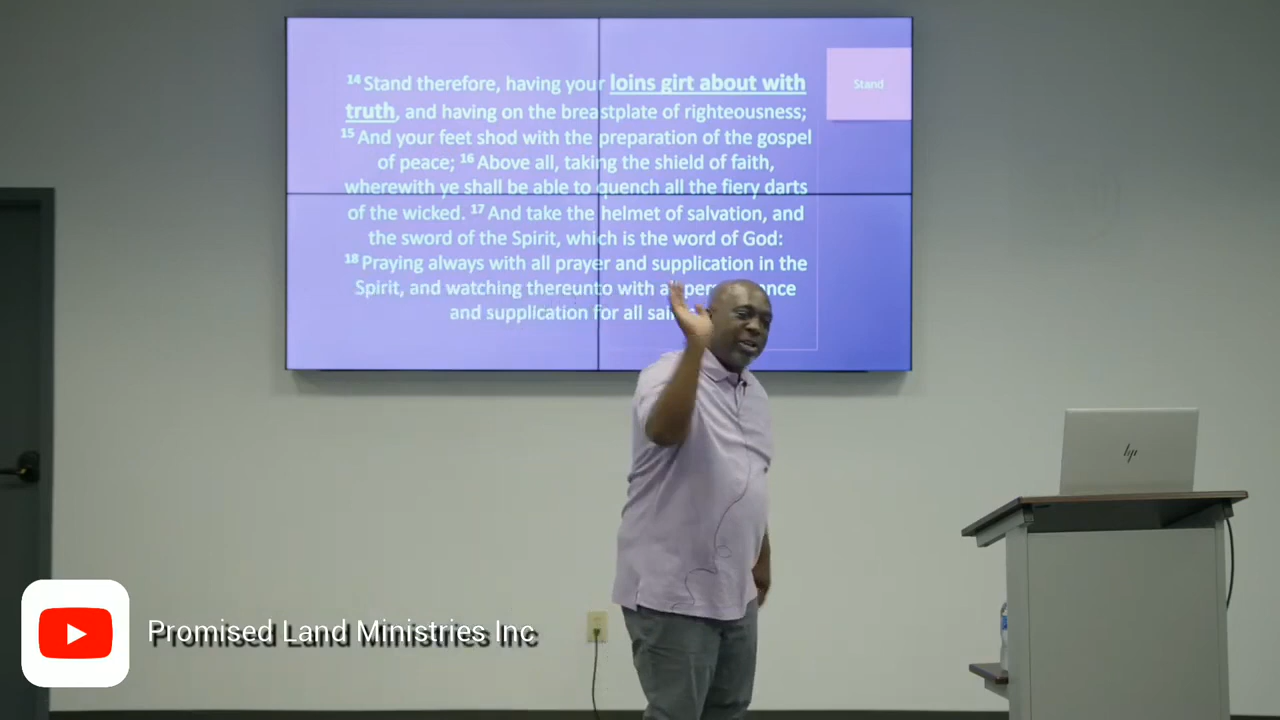 14 Stand therefore, having your loins girt about with
truth, and having on the breastplate of righteousness;
15 And your feet shod with the preparation of the gospel
of peace; 16 Above all, taking the shield of faith,
wherewith ye shall be able to quench all the fiery darts
of the wicked. 17 And take the helmet of salvation, and
the sword of the Spirit, which is the word of God:
18 Praying always with all prayer and supplication in the
Spirit, and watching thereunto with
and supplication for all
Stand
hp
Promised Land Ministries Inc